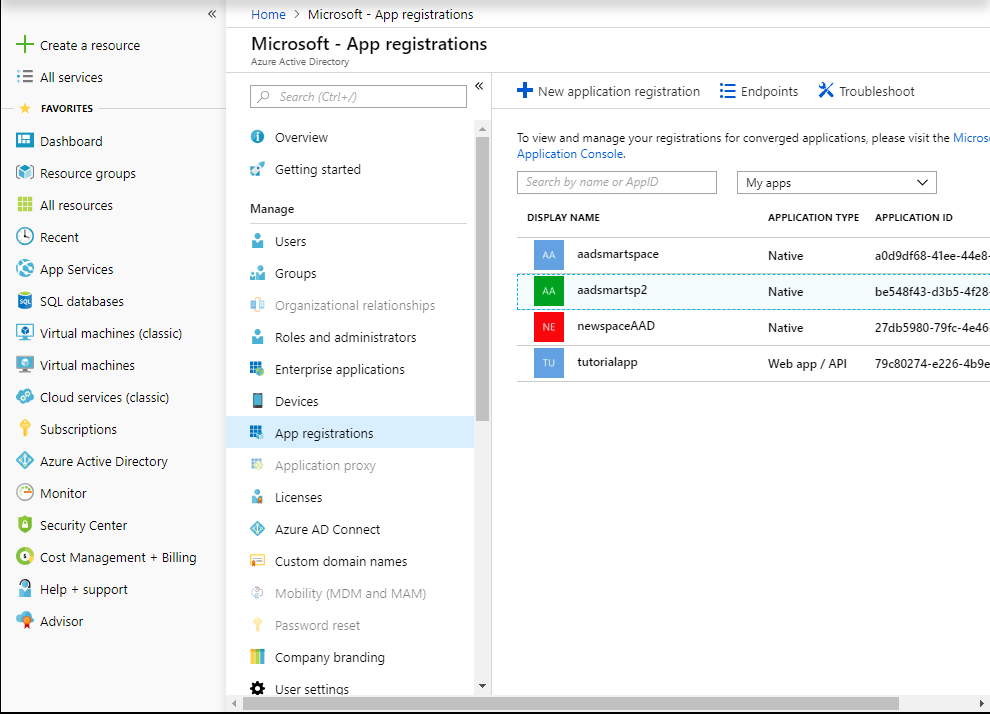 «
Create a resource
All services
FAVORITES
Dashboard
Resource groups
All resources
Recent
App Services
SQL databases
Virtual machines (classic)
Virtual machines
Cloud services (classic)
Subscriptions
Azure Active Directory
Monitor
Security Center
Cost Management + Billing
Help + support
Advisor
Home > Microsoft - App registrations
Microsoft - App registrations
Azure Active Directory
Search (Ctrl+/)
«
Overview
Getting started
Manage
Users
Groups
Organizational relationships
Roles and administrators
Enterprise applications
Devices
App registrations
Application proxy
Licenses
Azure AD Connect
Custom domain names
Mobility (MDM and MAM)
Password reset
Company branding
User settings
New application registration Endpoints Troubleshoot
To view and manage your registrations for converged applications, please visit the Micros
Application Console.
Search by name or AppID My apps
DISPLAY NAME APPLICATION TYPE APPLICATION ID
AA aadsmartspace Native a0d9df68-41ee-44e8-
AA aadsmartsp2 Native be548f43-d3b5-4f28-
NE newspaceAAD Native 27db5980-79fc-4e46-
TU tutorialapp Web app / API 79c80274-e226-4b9e